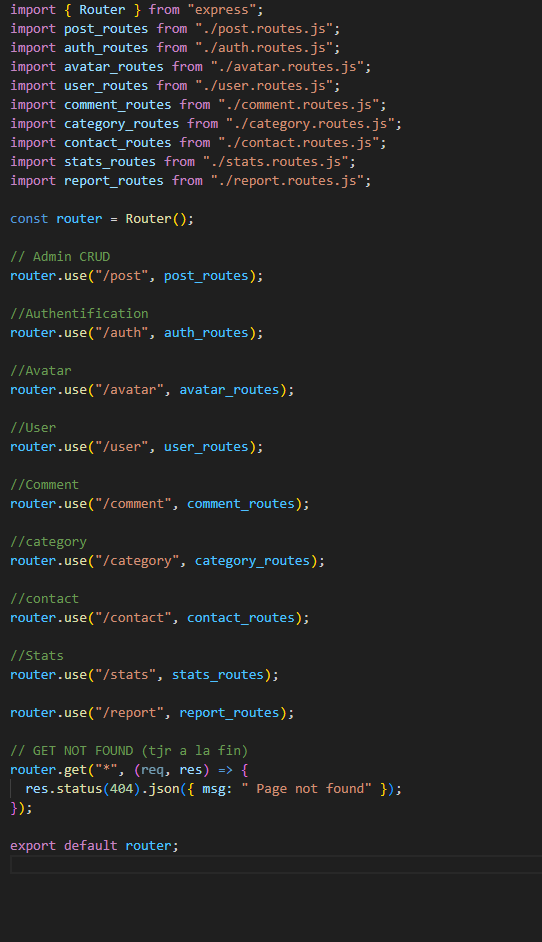 import { Router } from "express";
import post_routes from "./post.routes.js";
import auth_routes from "./auth.routes.js";
import avatar_routes from "./avatar.routes.js";
import user_routes from "./user.routes.js";
import comment_routes from "./comment.routes.js";
import category_routes from "./category.routes.js";
import contact_routes from "./contact.routes.js";
import stats_routes from "./stats.routes.js";
import report_routes from "./report.routes.js";

const router = Router();

// Admin CRUD
router.use("/post", post_routes);

//Authentification
router.use("/auth", auth_routes);

//Avatar
router.use("/avatar", avatar_routes);

//User
router.use("/user", user_routes);

//Comment
router.use("/comment", comment_routes);

//category
router.use("/category", category_routes);

//contact
router.use("/contact", contact_routes);

//Stats
router.use("/stats", stats_routes);

router.use("/report", report_routes);

// GET NOT FOUND (tjr a la fin)
router.get("*", (req, res) => {
  res.status(404).json({ msg: " Page not found" });
});

export default router;